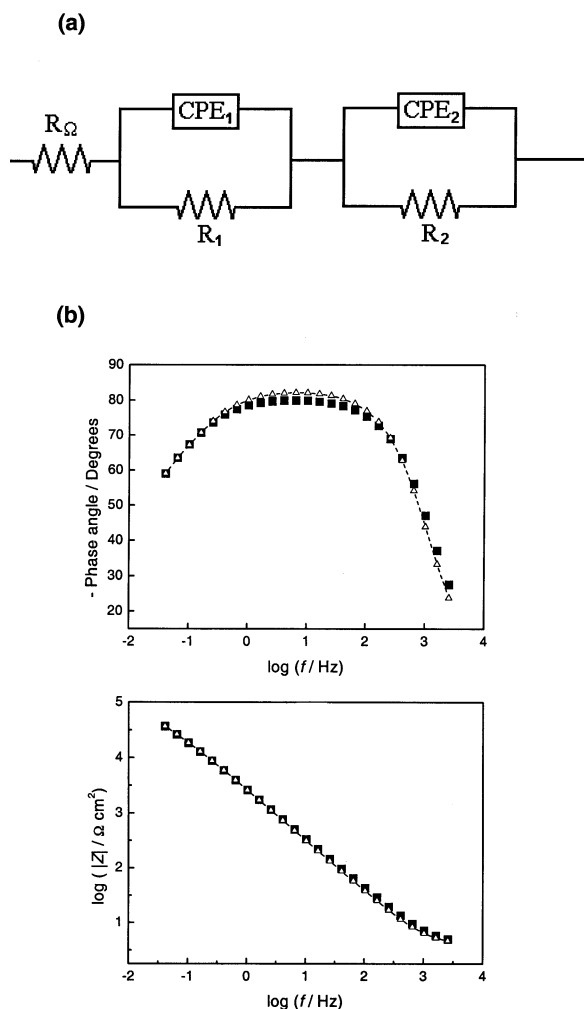 (a)
CPE₁
R_Ω
R₁
CPE₂
R₂
(b)
90
80
70
60
50
40
30
20
- Phase angle / Degrees
-2 -1 0 1 2 3 4
log (f / Hz)
5
4
3
2
1
log ( |Z| / Ω cm²)
-2 -1 0 1 2 3 4
log (f / Hz)